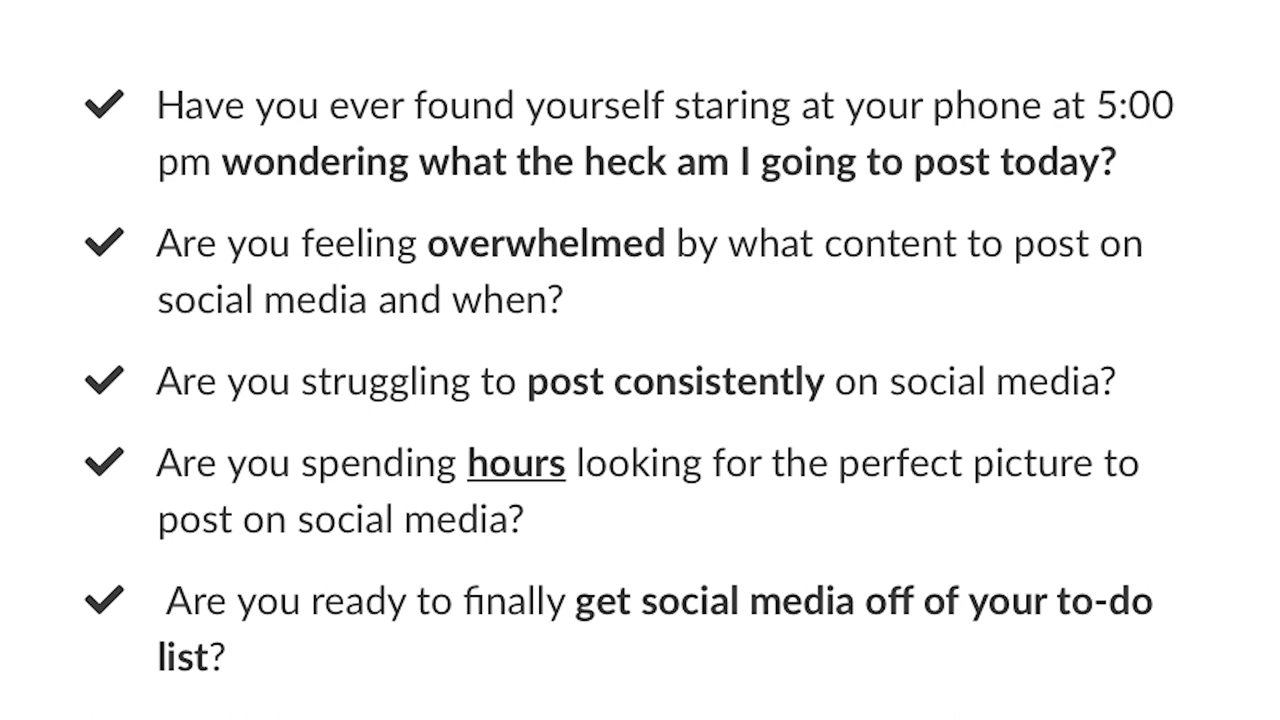 Have you ever found yourself staring at your phone at 5:00
pm wondering what the heck am I going to post today?
Are you feeling overwhelmed by what content to post on
social media and when?
Are you struggling to post consistently on social media?
Are you spending hours looking for the perfect picture to
post on social media?
Are you ready to finally get social media off of your to-do
list?